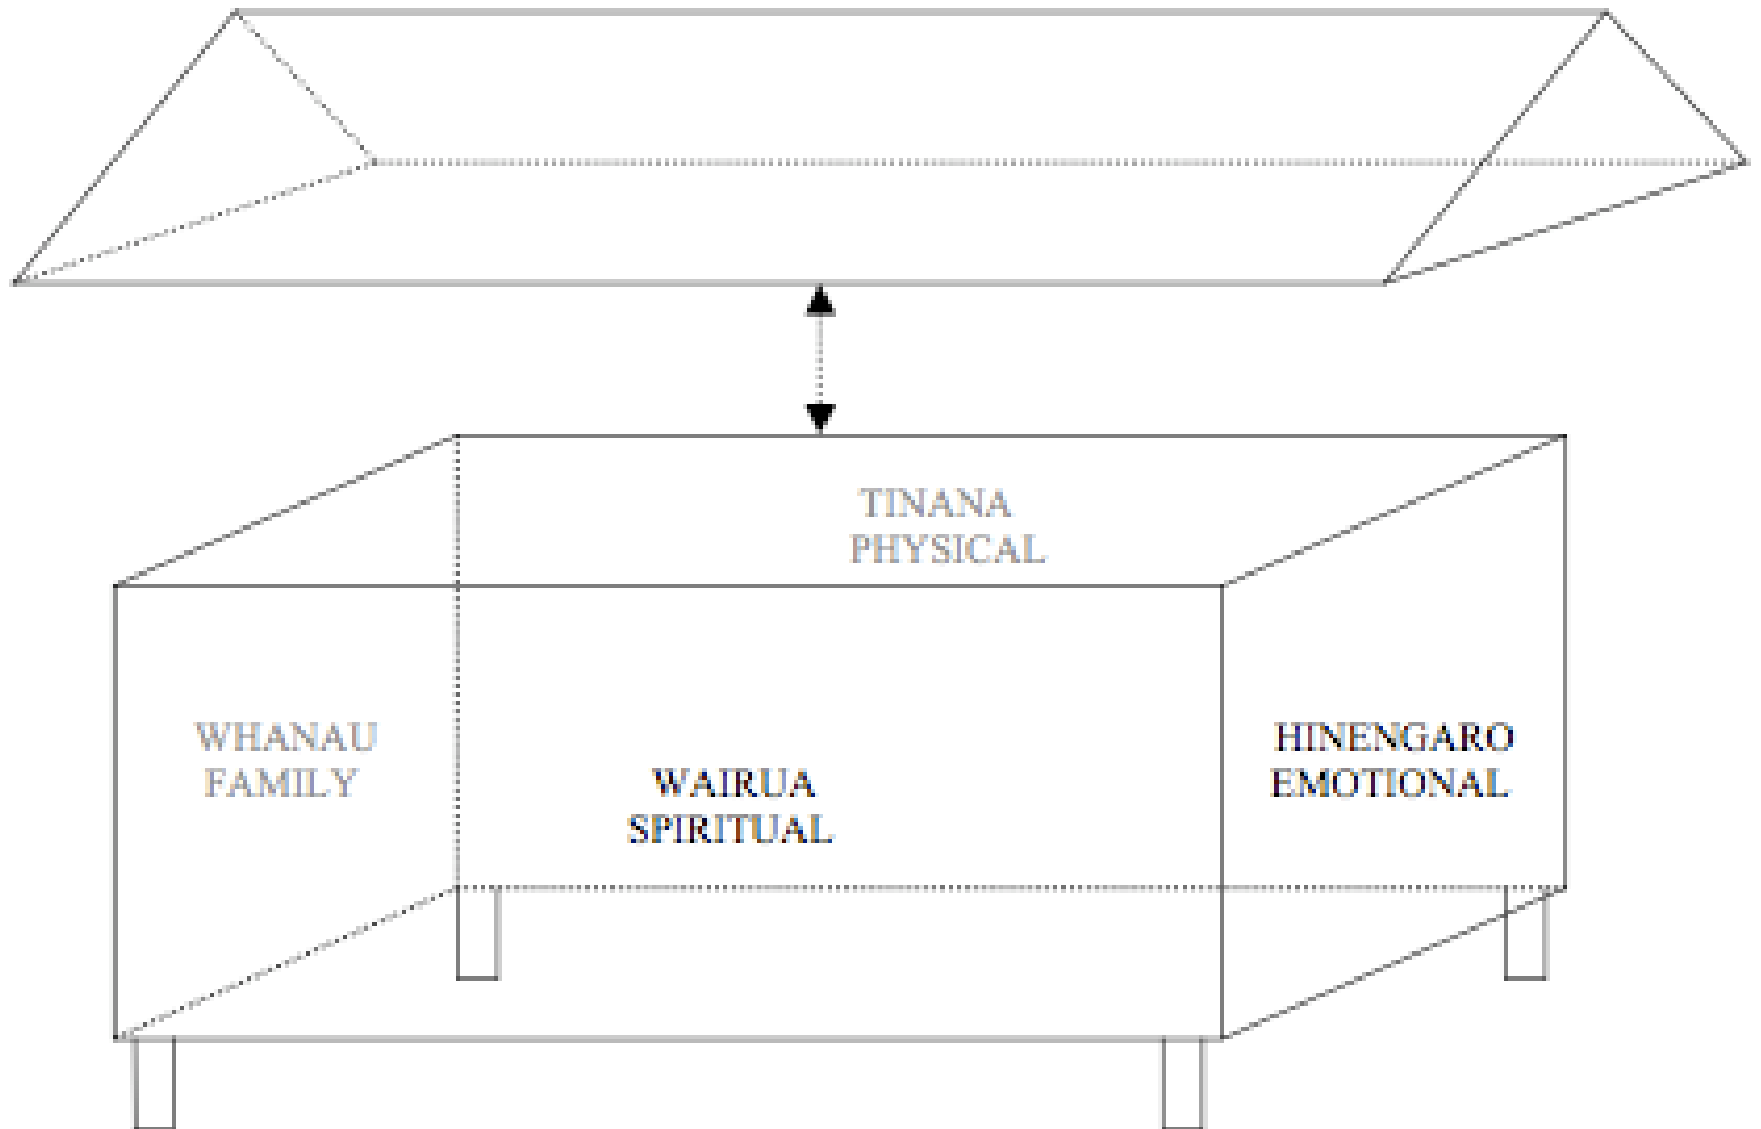 TINANA
PHYSICAL
WHANAU
FAMILY
WAIRUA
SPIRITUAL
HINENGARO
EMOTIONAL